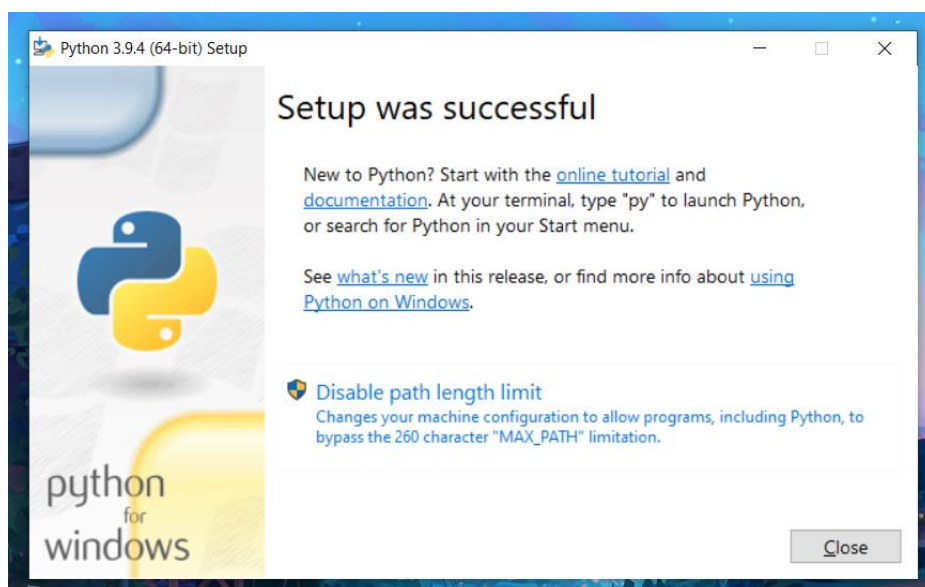 Python 3.9.4 (64-bit) Setup
Setup was successful
New to Python? Start with the online tutorial and
documentation. At your terminal, type "py" to launch Python,
or search for Python in your Start menu.
See what's new in this release, or find more info about using
Python on Windows.
Disable path length limit
Changes your machine configuration to allow programs, including Python, to
bypass the 260 character "MAX_PATH" limitation.
python
for
windows
Close